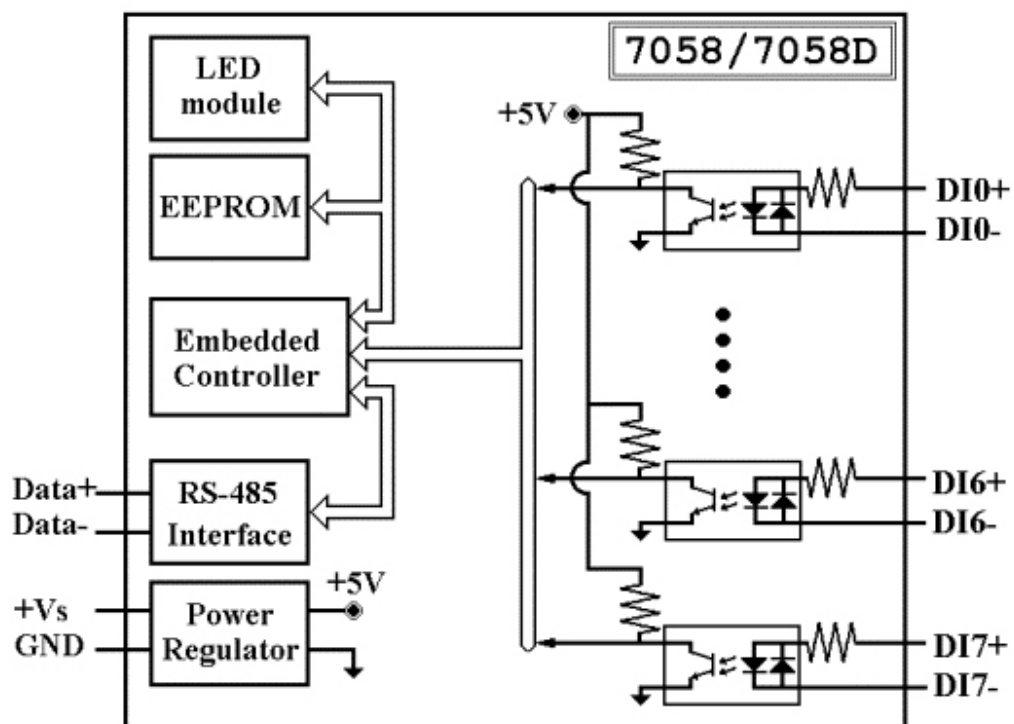 7058/7058D
LED
module
EEPROM
Embedded
Controller
RS-485
Interface
Power
Regulator
Data+
Data-
+Vs
GND
+5V
+5V
DI0+
DI0-
DI6+
DI6-
DI7+
DI7-